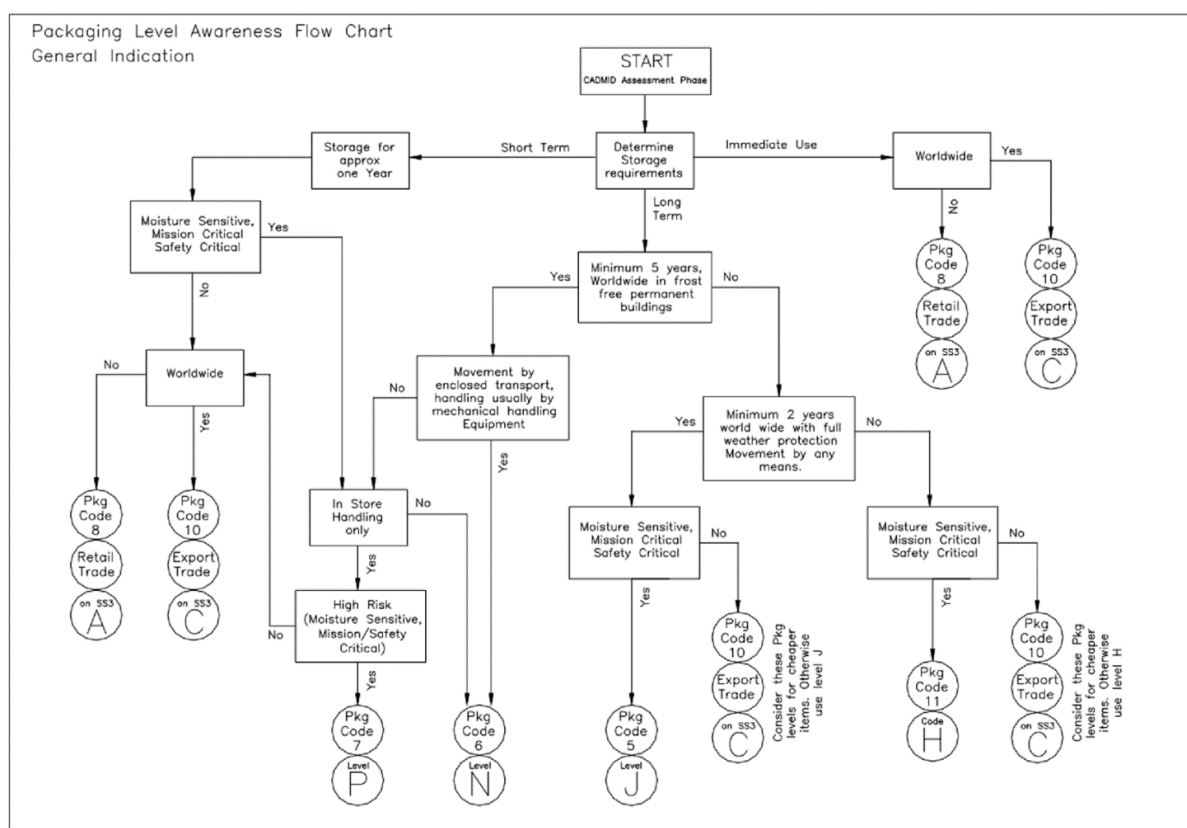 Packaging Level Awareness Flow Chart
General Indication
START
CADMID Assessment Phase
Storage for
approx
one Year
Short Term
Determine
Storage
requirements
Immediate Use
Worldwide
Yes
No
Long
Term
Moisture Sensitive,
Mission Critical
Safety Critical
Yes
No
Yes
Minimum 5 years,
Worldwide in frost
free permanent
buildings
No
Pkg
Code
8
Retail
Trade
on SS3
A
Pkg
Code
10
Export
Trade
on SS3
C
No
Worldwide
Yes
No
Movement by
enclosed transport,
handling usually by
mechanical handling
Equipment
Yes
Yes
Minimum 2 years
world wide with full
weather protection
Movement by any
means.
No
Pkg
Code
8
Retail
Trade
on SS3
A
Pkg
Code
10
Export
Trade
on SS3
C
In Store
Handling
only
No
Yes
Moisture Sensitive,
Mission Critical
Safety Critical
No
Yes
Moisture Sensitive,
Mission Critical
Safety Critical
No
Yes
No
High Risk
(Moisture Sensitive,
Mission/Safety
Critical)
Yes
Pkg
Code
7
Level
P
Pkg
Code
6
Level
N
Pkg
Code
5
Level
J
Pkg
Code
10
Export
Trade
on SS3
C
Consider these Pkg
levels for cheaper
items. Otherwise
use level J
Pkg
Code
11
Code
H
Pkg
Code
10
Export
Trade
on SS3
C
Consider these Pkg
levels for cheaper
items. Otherwise
use level H